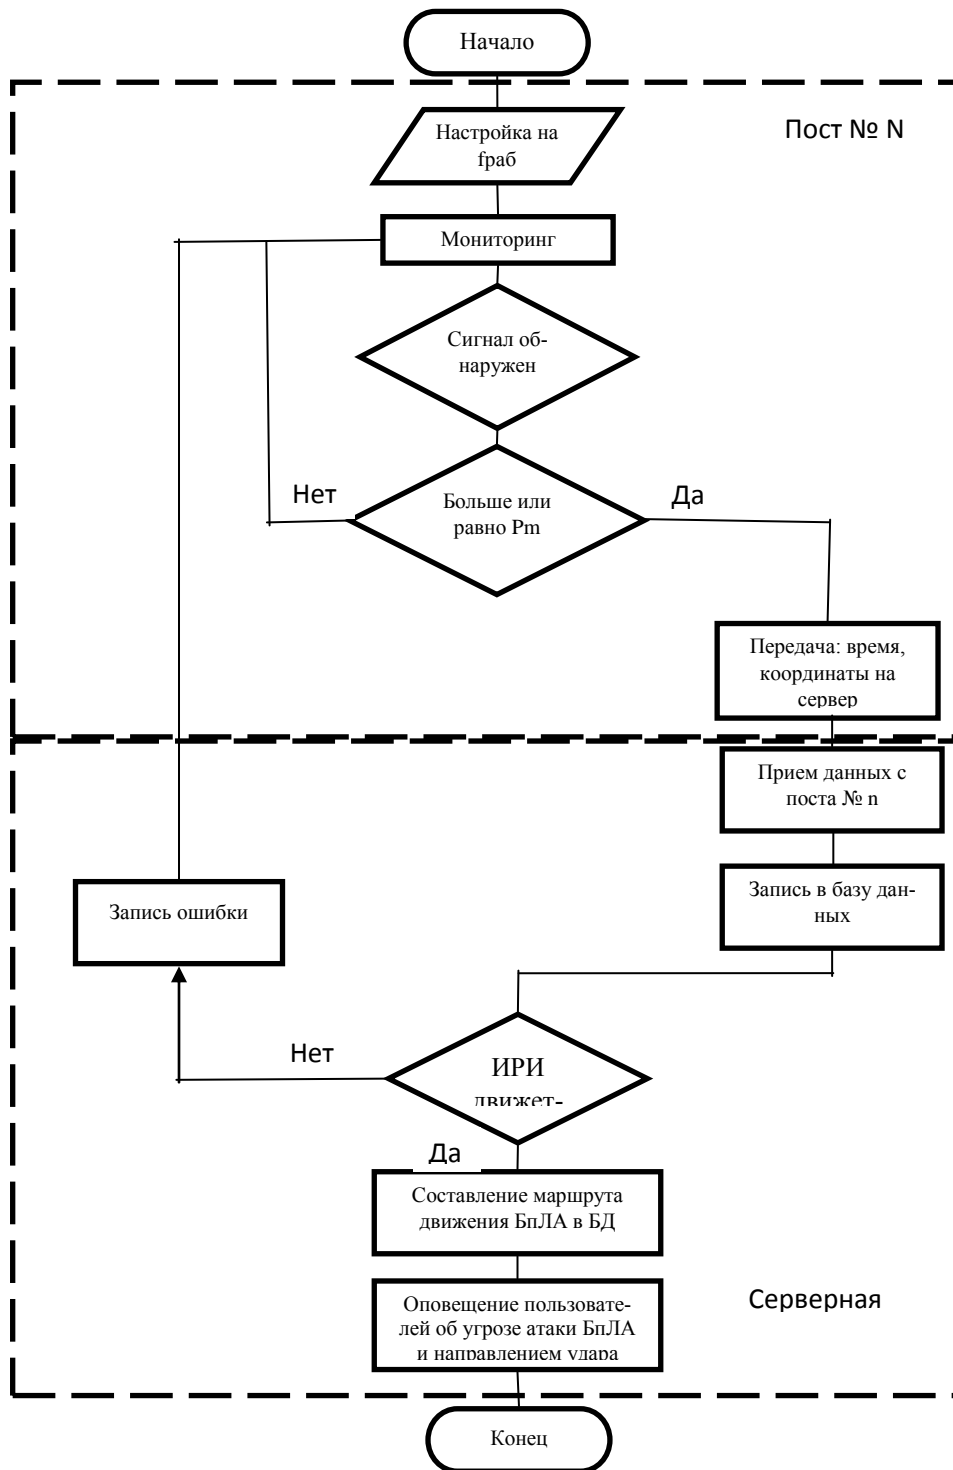 Начало
Пост № N
Настройка на
fраб
Мониторинг
Сигнал об-
наружен
Нет
Больше или
равно Pm
Да
Передача: время,
координаты на
сервер
Прием данных с
поста № n
Запись в базу дан-
ных
Запись ошибки
Нет
ИРИ
движет-
Да
Составление маршрута
движения БпЛА в БД
Оповещение пользовате-
лей об угрозе атаки БпЛА
и направлением удара
Серверная
Конец